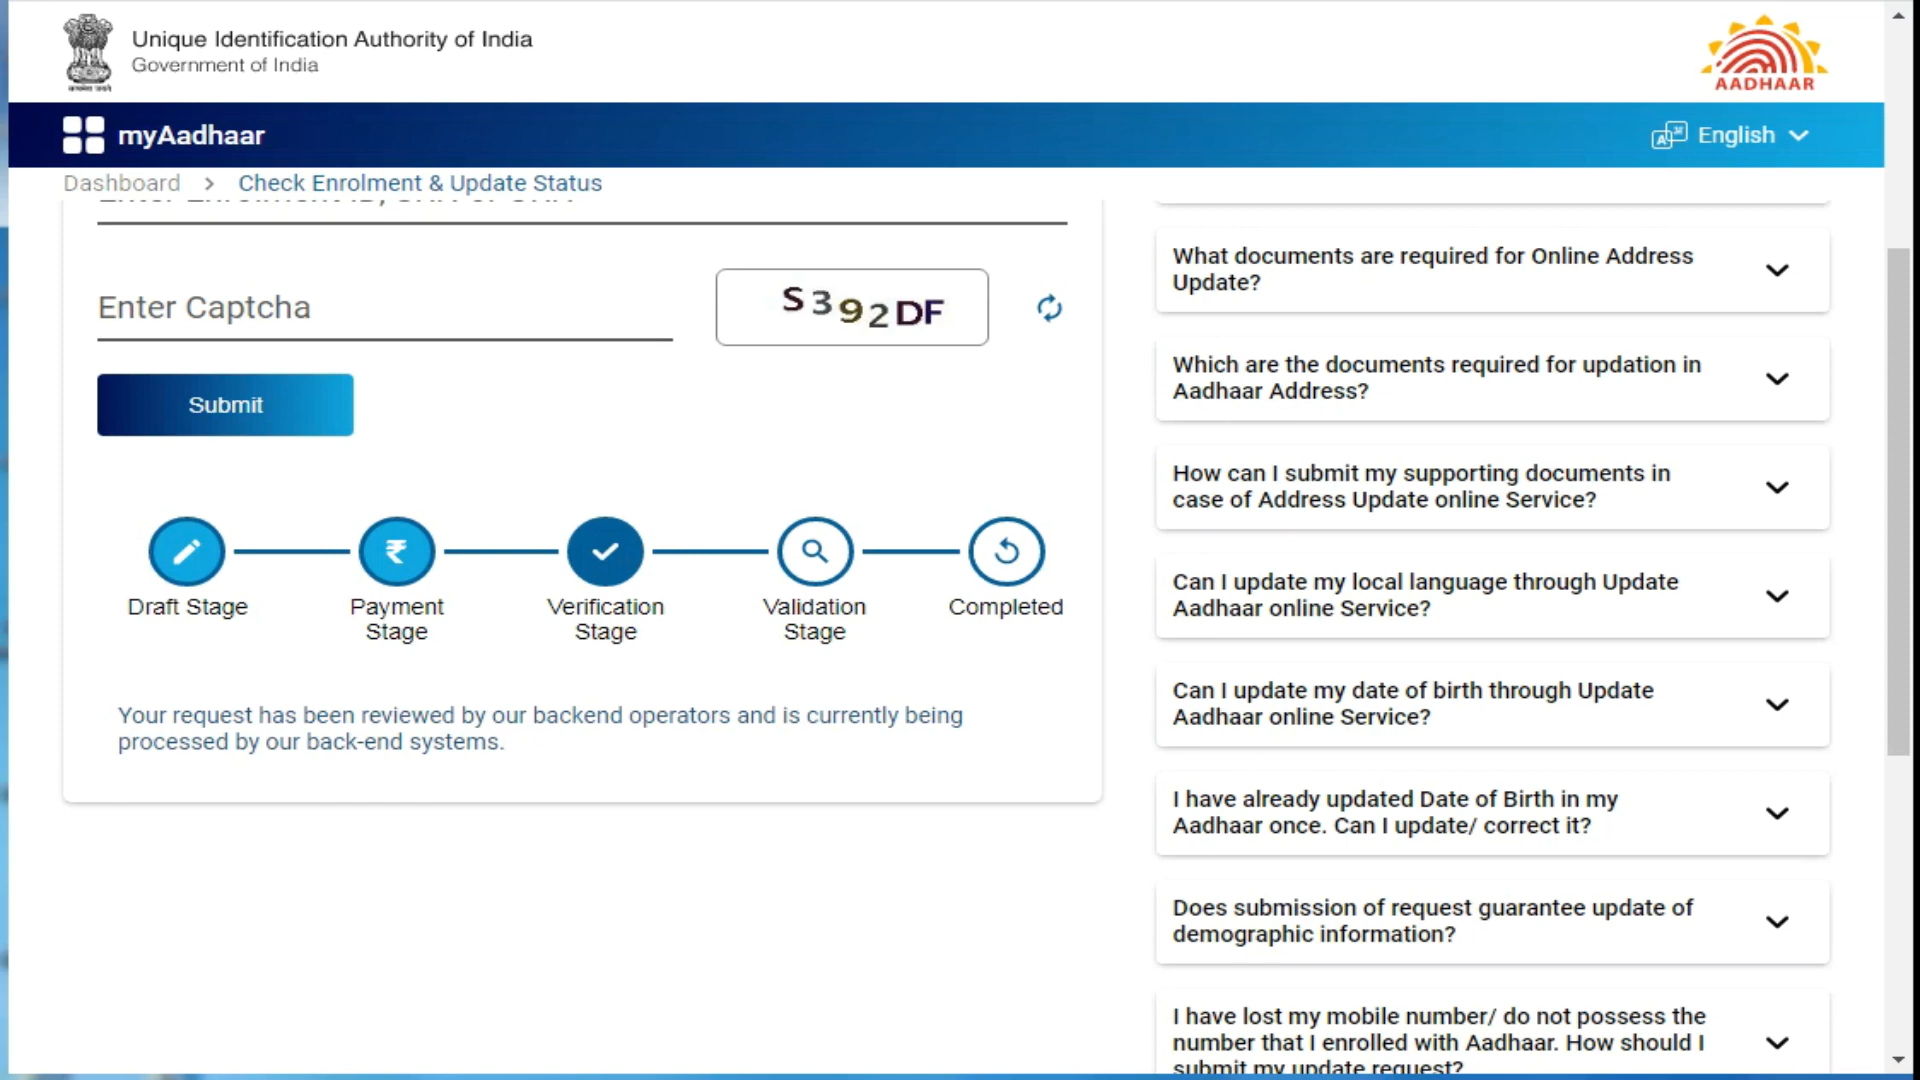 Unique Identification Authority of India
Government of India
AADHAAR
myAadhaar
English
Dashboard > Check Enrolment & Update Status
Enter Captcha
S392DF
Submit
Draft Stage
Payment
Stage
Verification
Stage
Validation
Stage
Completed
Your request has been reviewed by our backend operators and is currently being
processed by our back-end systems.
What documents are required for Online Address
Update?
Which are the documents required for updation in
Aadhaar Address?
How can I submit my supporting documents in
case of Address Update online Service?
Can I update my local language through Update
Aadhaar online Service?
Can I update my date of birth through Update
Aadhaar online Service?
I have already updated Date of Birth in my
Aadhaar once. Can I update/ correct it?
Does submission of request guarantee update of
demographic information?
I have lost my mobile number/ do not possess the
number that I enrolled with Aadhaar. How should I
submit my update request?